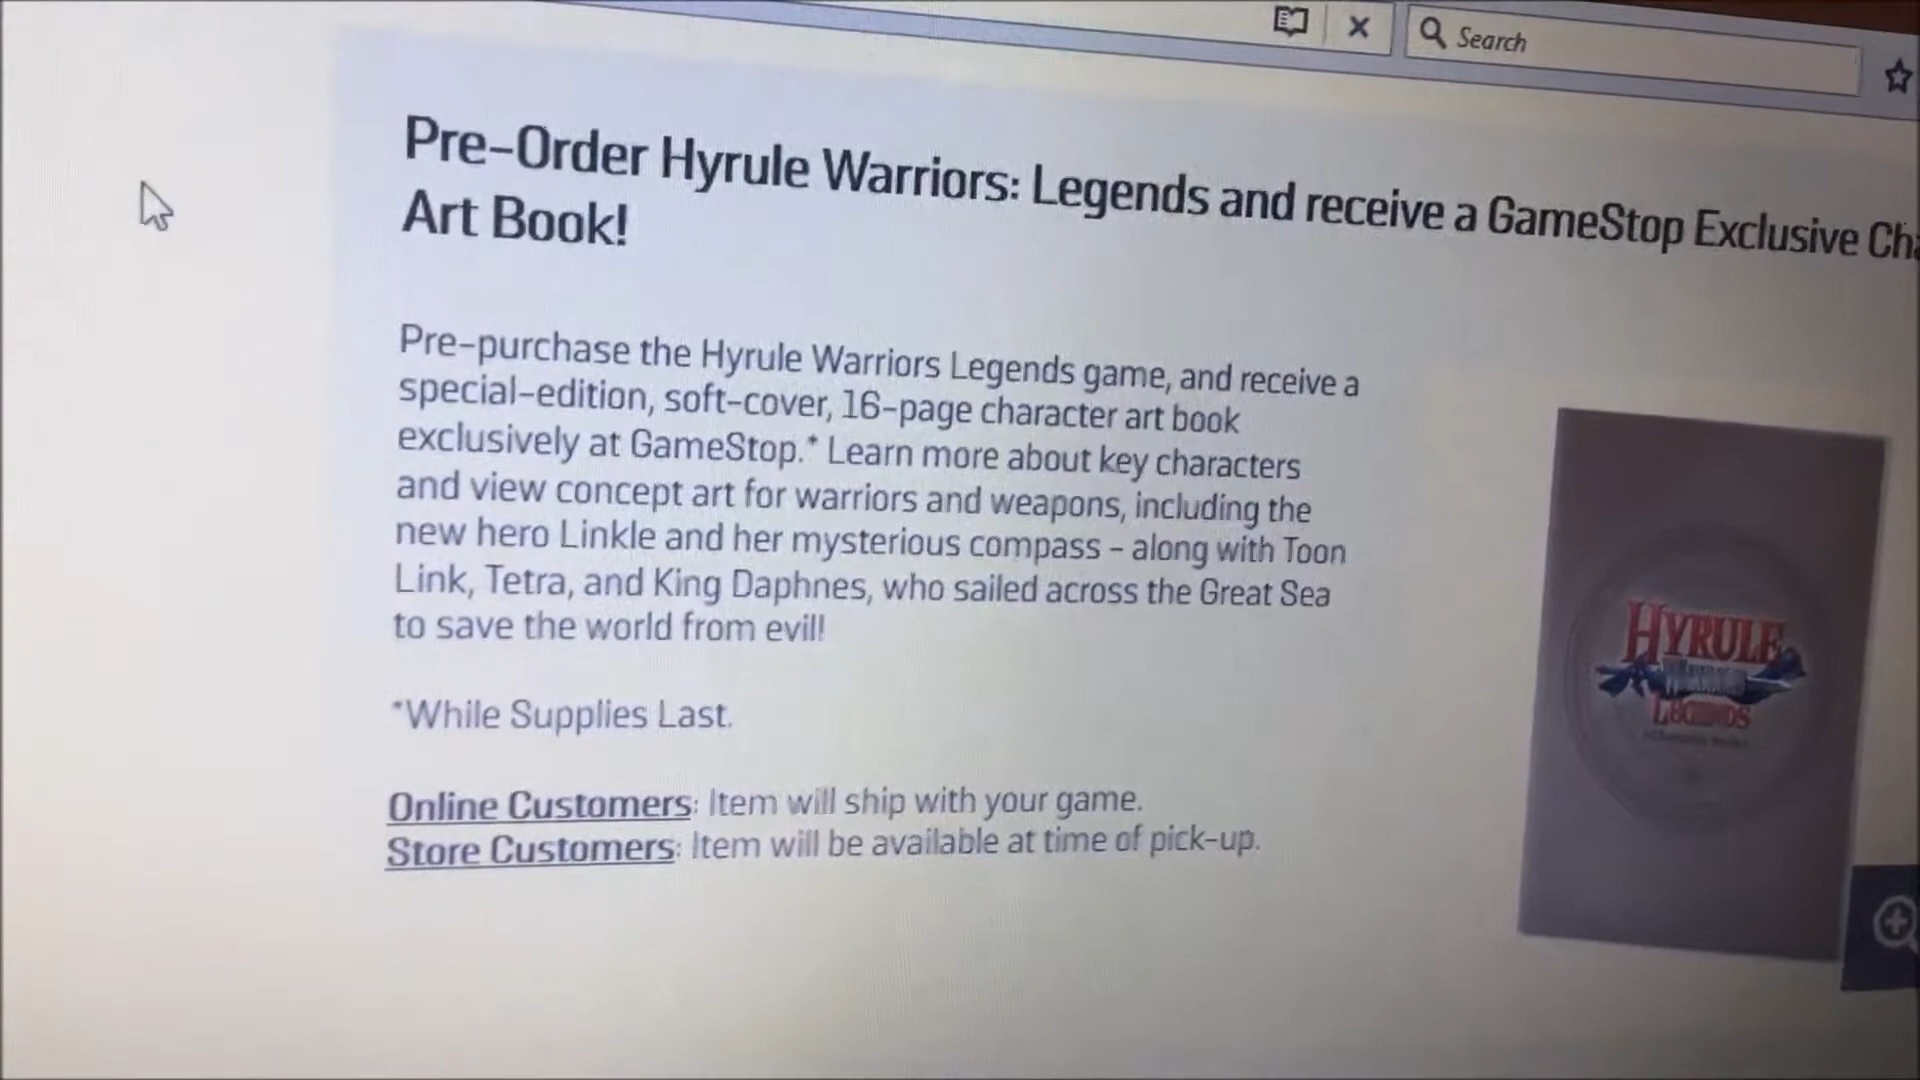 Search
Pre-Order Hyrule Warriors: Legends and receive a GameStop Exclusive
Art Book!
Pre-purchase the Hyrule Warriors Legends game, and receive a
special-edition, soft-cover, 16-page character art book
exclusively at GameStop.* Learn more about key characters
and view concept art for warriors and weapons, including the
new hero Linkle and her mysterious compass - along with Toon
Link, Tetra, and King Daphnes, who sailed across the Great Sea
to save the world from evil!
*While Supplies Last.
Online Customers: Item will ship with your game.
Store Customers: Item will be available at time of pick-up.
HYRULE
WARRIORS
LEGENDS